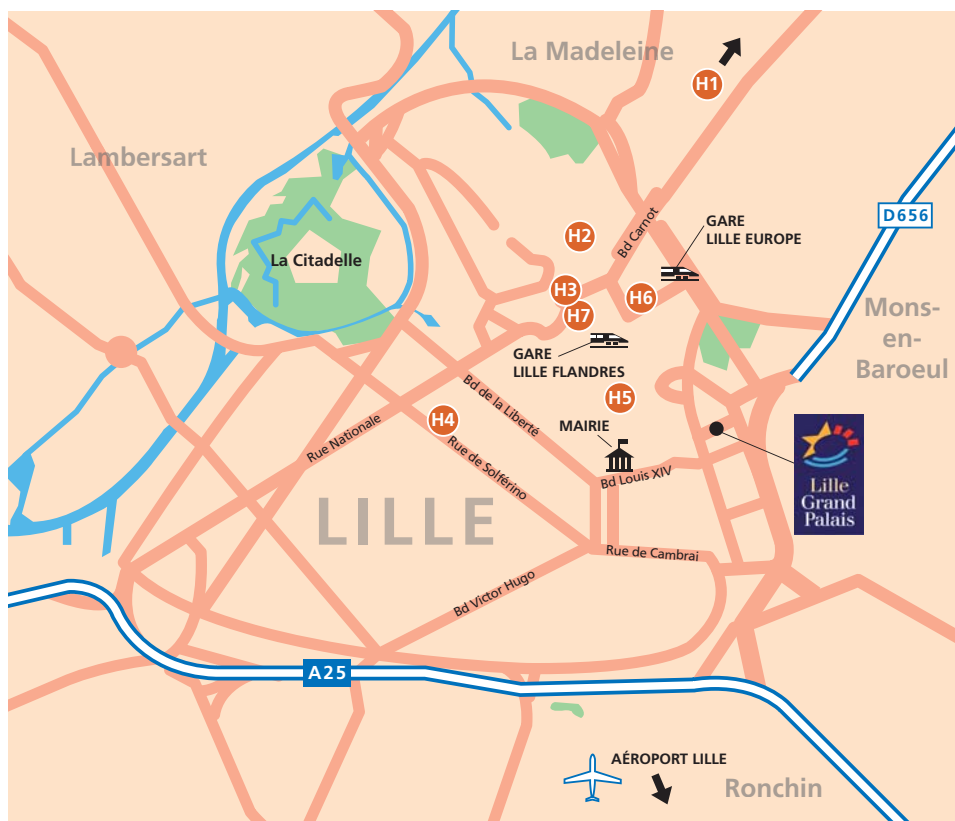 La Madeleine
H1
Lambersart
D656
GARE
LILLE EUROPE
Bd Carnot
H2
La Citadelle
H3
H6
H7
Mons-
en-
Baroeul
GARE
LILLE FLANDRES
Bd de la Liberté
H5
H4
Rue Nationale
MAIRIE
Rue de Solférino
Bd Louis XIV
Lille
Grand
Palais
LILLE
Rue de Cambrai
Bd Victor Hugo
A25
AÉROPORT LILLE
Ronchin